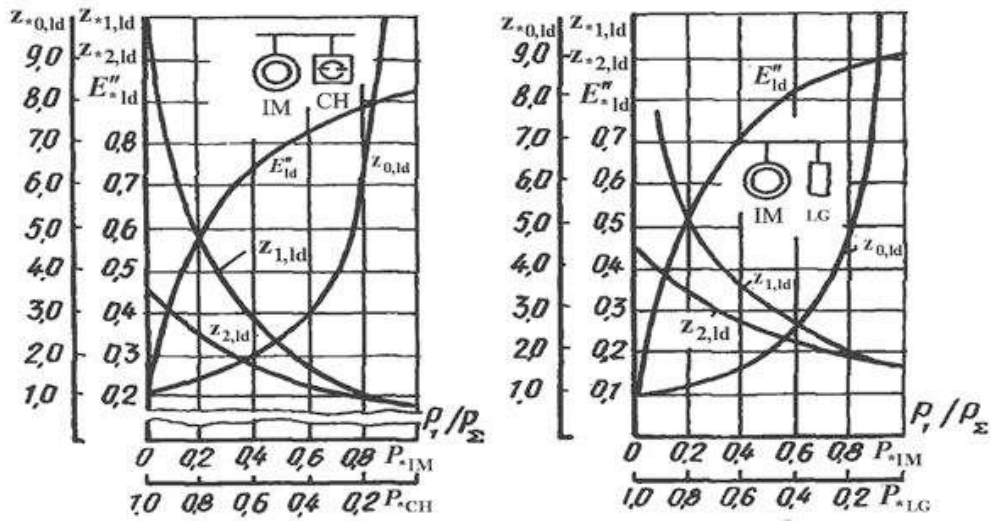 z*0,ld z*1,ld
z*2,ld
E''*ld
9,0
8,0
7,0
6,0
5,0
4,0
3,0
2,0
1,0
0,8
0,7
0,6
0,5
0,4
0,3
0,2
IM CH
E''ld
z0,ld
z1,ld
z2,ld
P1/PΣ
0 0,2 0,4 0,6 0,8 P*IM
1,0 0,8 0,6 0,4 0,2 P*CH
z*0,ld z*1,ld
z*2,ld
E''*ld
9,0
8,0
7,0
6,0
5,0
4,0
3,0
2,0
1,0
0,7
0,6
0,5
0,4
0,3
0,2
0,1
E''ld
IM LG
z0,ld
z1,ld
z2,ld
P1/PΣ
0 0,2 0,4 0,6 0,8 P*IM
1,0 0,8 0,6 0,4 0,2 P*LG